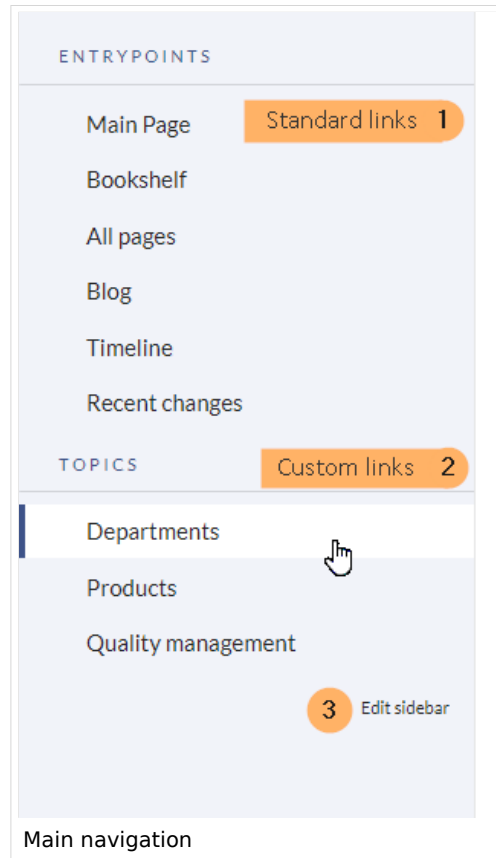 ENTRYPOINTS
Main Page Standard links 1
Bookshelf
All pages
Blog
Timeline
Recent changes
TOPICS Custom links 2
Departments
Products
Quality management
3 Edit sidebar
Main navigation